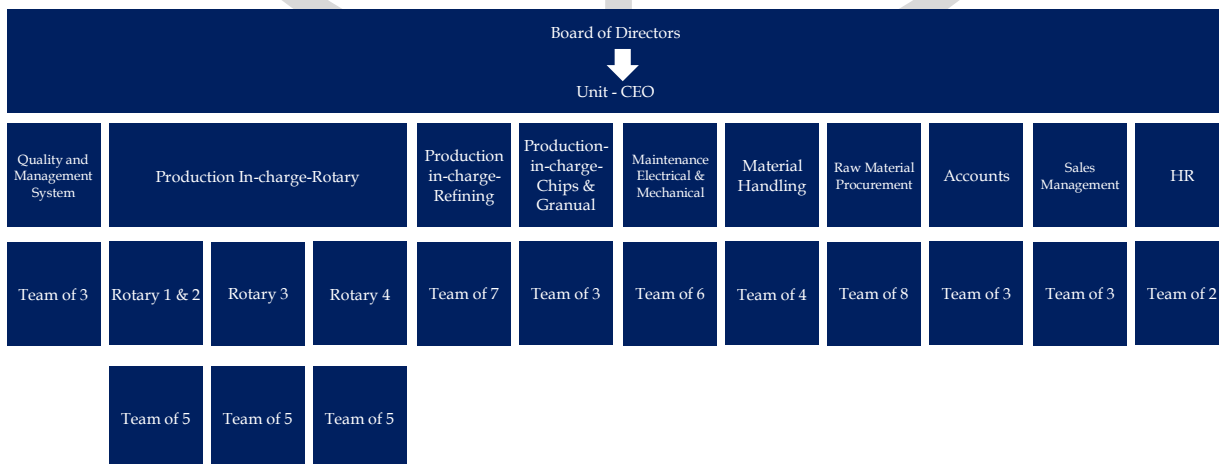 Board of Directors
Unit - CEO
Quality and
Management
System
Production In-charge-Rotary
Production
in-charge-
Refining
Production-
in-charge-
Chips &
Granual
Maintenance
Electrical &
Mechanical
Material
Handling
Raw Material
Procurement
Accounts
Sales
Management
HR
Team of 3
Rotary 1 & 2
Rotary 3
Rotary 4
Team of 7
Team of 3
Team of 6
Team of 4
Team of 8
Team of 3
Team of 3
Team of 2
Team of 5
Team of 5
Team of 5